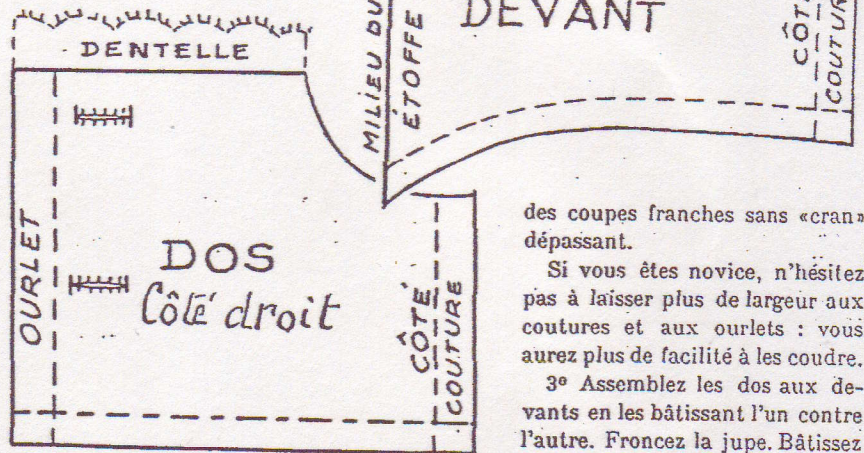 DENTELLE
OURLET
DOS
Côté droit
CÔTÉ
COUTURE
MILIEU DU
ÉTOFFE
DEVANT
CÔTÉ
COUTUR
des coupes franches sans «cran»
dépassant.
Si vous êtes novice, n'hésitez
pas à laisser plus de largeur aux
coutures et aux ourlets : vous
aurez plus de facilité à les coudre.
3º Assemblez les dos aux de-
vants en les bâtissant l'un contre
l'autre. Froncez la jupe. Bâtissez